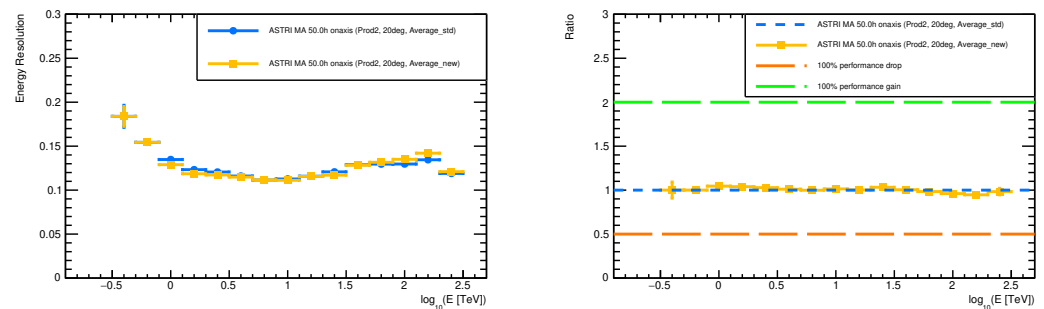 Energy Resolution
0.3
0.25
0.2
0.15
0.1
0.05
0
ASTRI MA 50.0h onaxis (Prod2, 20deg, Average_std)
ASTRI MA 50.0h onaxis (Prod2, 20deg, Average_new)
−0.5 0 0.5 1 1.5 2 2.5
log10(E [TeV])
Ratio
3
2.5
2
1.5
1
0.5
0
ASTRI MA 50.0h onaxis (Prod2, 20deg, Average_std)
ASTRI MA 50.0h onaxis (Prod2, 20deg, Average_new)
100% performance drop
100% performance gain
−0.5 0 0.5 1 1.5 2 2.5
log10(E [TeV])